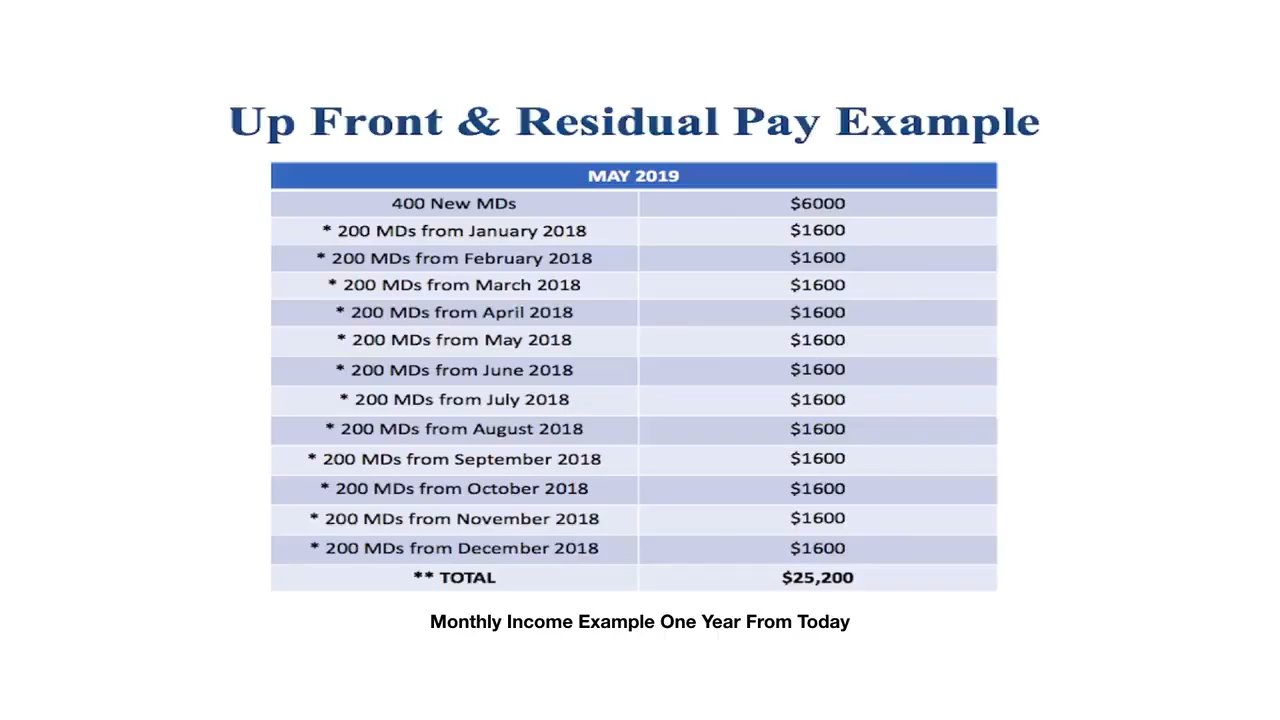 Up Front & Residual Pay Example
MAY 2019
400 New MDs $6000
* 200 MDs from January 2018 $1600
* 200 MDs from February 2018 $1600
* 200 MDs from March 2018 $1600
* 200 MDs from April 2018 $1600
* 200 MDs from May 2018 $1600
* 200 MDs from June 2018 $1600
* 200 MDs from July 2018 $1600
* 200 MDs from August 2018 $1600
* 200 MDs from September 2018 $1600
* 200 MDs from October 2018 $1600
* 200 MDs from November 2018 $1600
* 200 MDs from December 2018 $1600
** TOTAL $25,200
Monthly Income Example One Year From Today